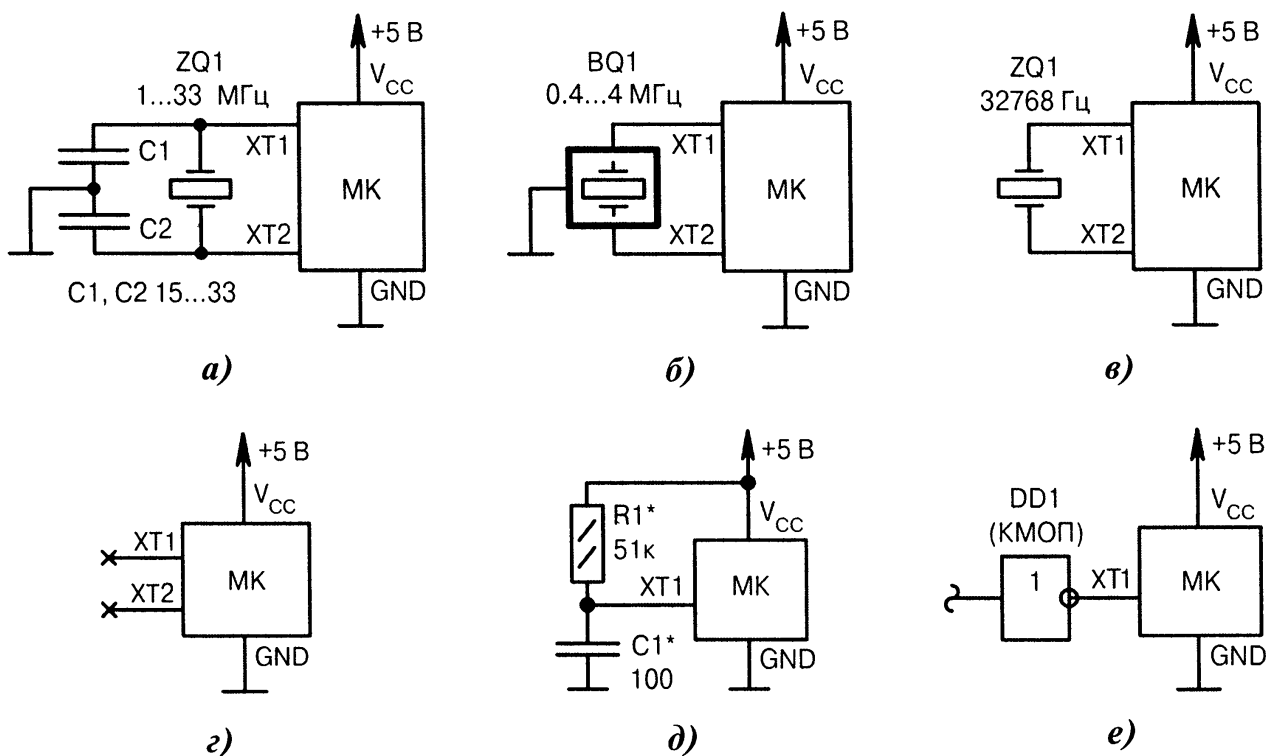 +5 В
ZQ1
1...33 МГц
V_CC
C1
XT1
МК
C2
XT2
GND
C1, C2 15...33
а)
+5 В
BQ1
0.4...4 МГц
V_CC
XT1
МК
XT2
GND
б)
+5 В
ZQ1
32768 Гц
V_CC
XT1
МК
XT2
GND
в)
+5 В
V_CC
XT1
МК
XT2
GND
г)
+5 В
R1*
51к
V_CC
XT1
МК
C1*
100
GND
д)
+5 В
DD1
(КМОП)
V_CC
1
XT1
МК
GND
е)